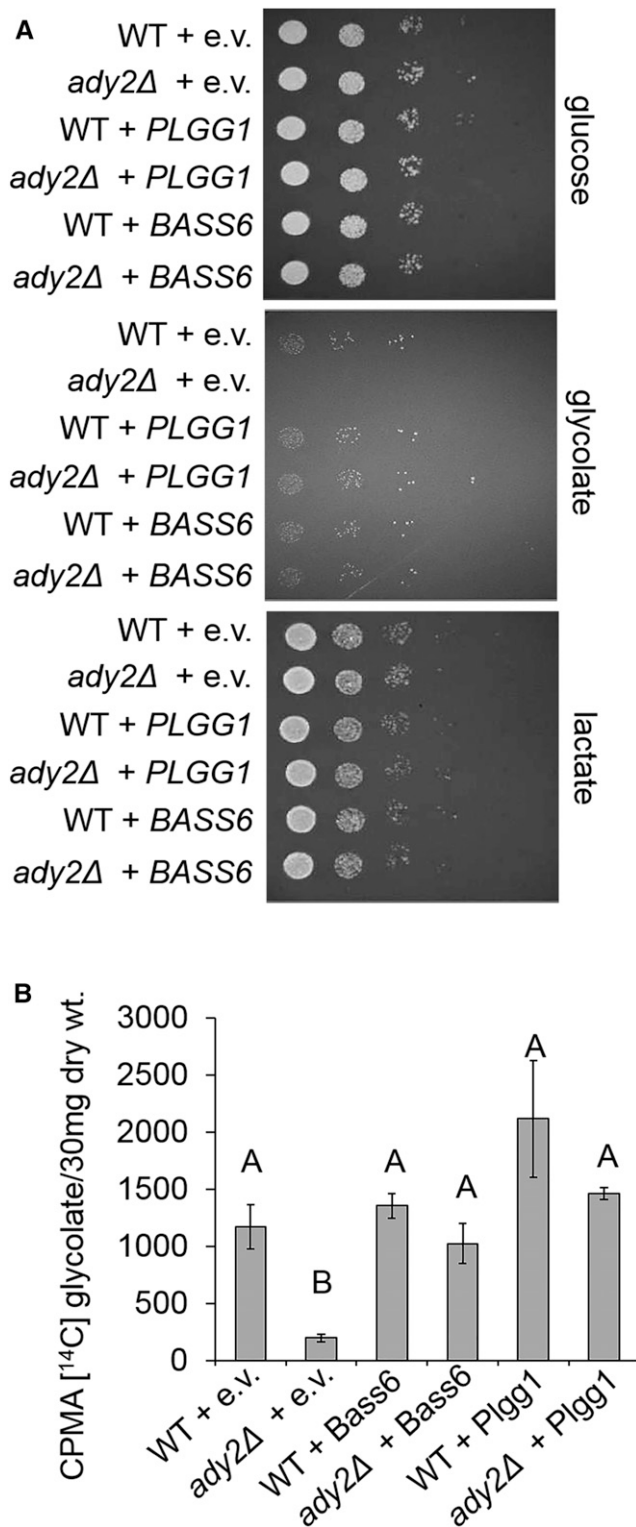 A
WT + e.v.
ady2Δ + e.v.
WT + PLGG1
ady2Δ + PLGG1
WT + BASS6
ady2Δ + BASS6
glucose
WT + e.v.
ady2Δ + e.v.
WT + PLGG1
ady2Δ + PLGG1
WT + BASS6
ady2Δ + BASS6
glycolate
WT + e.v.
ady2Δ + e.v.
WT + PLGG1
ady2Δ + PLGG1
WT + BASS6
ady2Δ + BASS6
lactate
B
CPMA [¹⁴C] glycolate/30mg dry wt.
3000
2500
2000
1500
1000
500
0
A
B
A
A
A
A
WT + e.v.
ady2Δ + e.v.
WT + Bass6
ady2Δ + Bass6
WT + Plgg1
ady2Δ + Plgg1